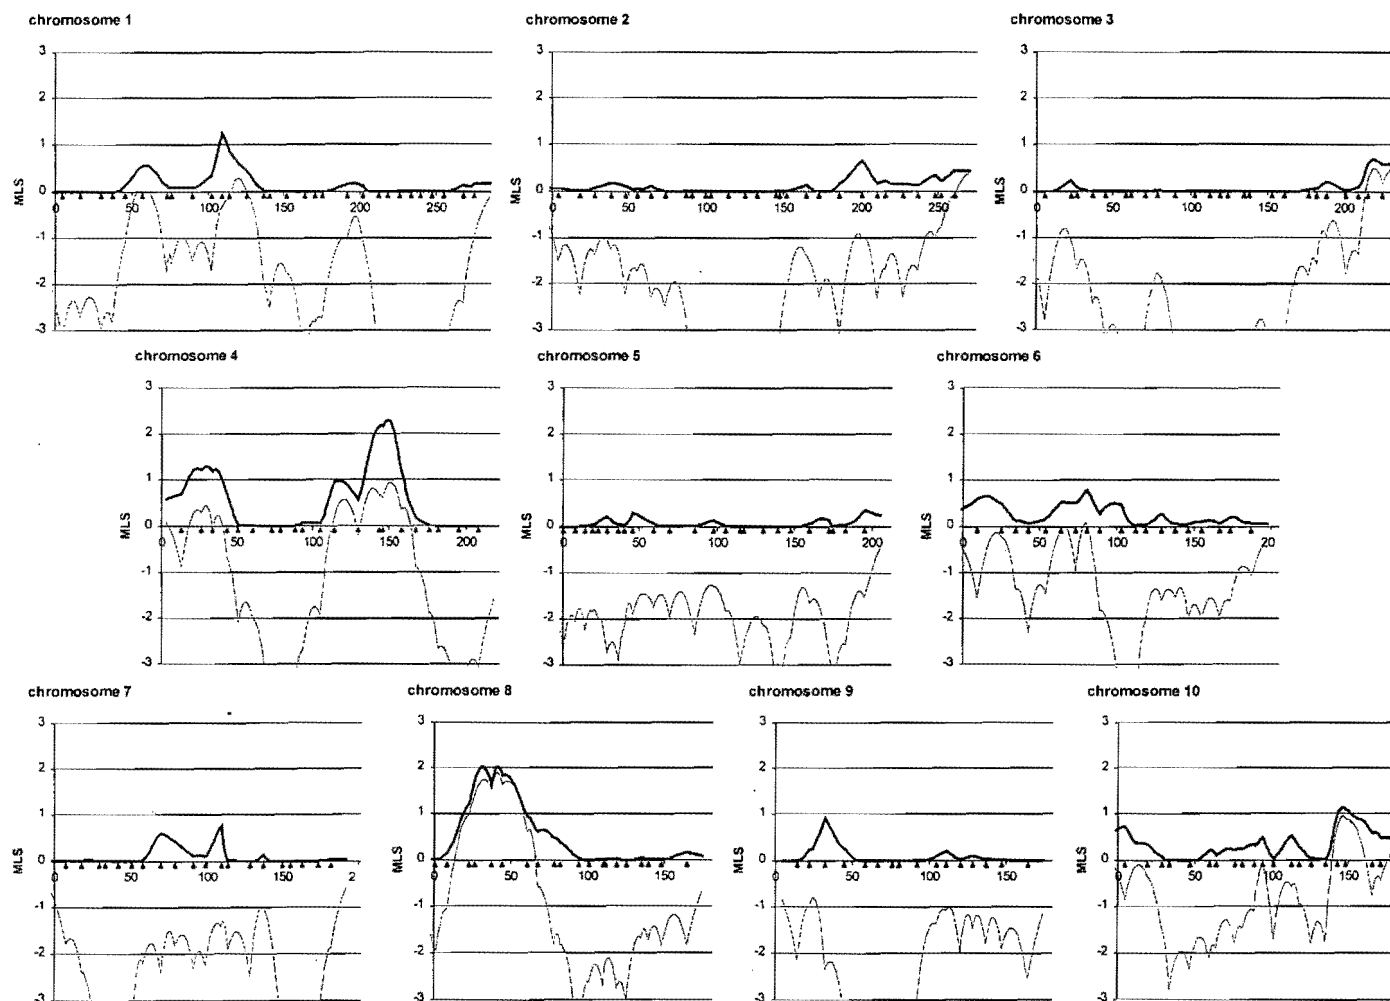 chromosome 1 chromosome 2 chromosome 3
3 3 3
2 2 2
1 1 1
MLS 0 MLS 0 MLS 0
0 50 100 150 200 250 0 50 100 150 200 250 0 50 100 150 200
-1 -1 -1
-2 -2 -2
-3 -3 -3
chromosome 4 chromosome 5 chromosome 6
3 3 3
2 2 2
1 1 1
MLS 0 MLS 0 MLS 0
0 50 100 150 200 0 50 100 150 200 0 50 100 150 20
-1 -1 -1
-2 -2 -2
-3 -3 -3
chromosome 7 chromosome 8 chromosome 9 chromosome 10
3 3 3 3
2 2 2 2
1 1 1 1
MLS 0 MLS 0 MLS 0 MLS 0
0 50 100 150 2 0 50 100 150 0 50 100 150 0 50 100 150
-1 -1 -1 -1
-2 -2 -2 -2
-3 -3 -3 -3